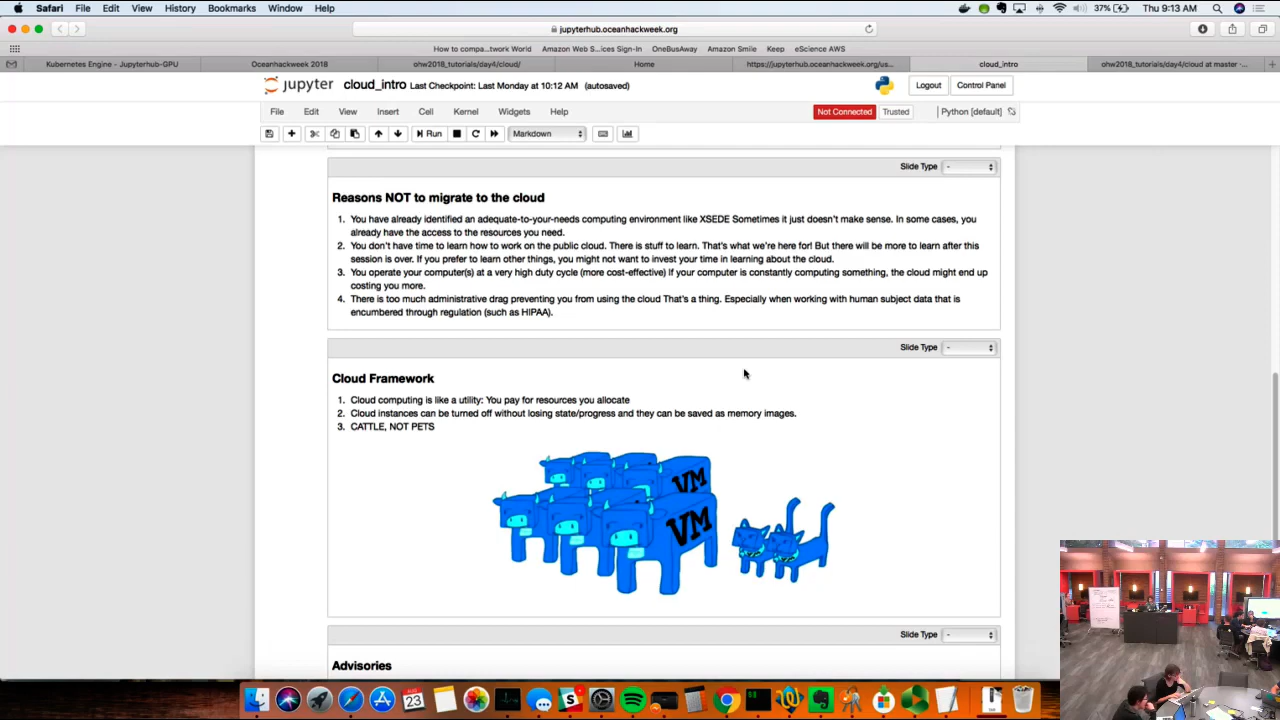 Safari File Edit View History Bookmarks Window Help 37% Thu 9:13 AM
jupyterhub.oceanhackweek.org
How to compa...twork World Amazon Web S...ices Sign-In OneBusAway Amazon Smile Keep eScience AWS
Kubernetes Engine - Jupyterhub-GPU Oceanhackweek 2018 ohw2018_tutorials/day4/cloud/ Home https://jupyterhub.oceanhackweek.org/us... cloud_intro ohw2018_tutorials/day4/cloud at master ·...
jupyter cloud_intro Last Checkpoint: Last Monday at 10:12 AM (autosaved) Logout Control Panel
File Edit View Insert Cell Kernel Widgets Help Not Connected Trusted Python [default]
Run Markdown
Slide Type -
Reasons NOT to migrate to the cloud
1. You have already identified an adequate-to-your-needs computing environment like XSEDE Sometimes it just doesn't make sense. In some cases, you
already have the access to the resources you need.
2. You don't have time to learn how to work on the public cloud. There is stuff to learn. That's what we're here for! But there will be more to learn after this
session is over. If you prefer to learn other things, you might not want to invest your time in learning about the cloud.
3. You operate your computer(s) at a very high duty cycle (more cost-effective) If your computer is constantly computing something, the cloud might end up
costing you more.
4. There is too much administrative drag preventing you from using the cloud That's a thing. Especially when working with human subject data that is
encumbered through regulation (such as HIPAA).
Slide Type -
Cloud Framework
1. Cloud computing is like a utility: You pay for resources you allocate
2. Cloud instances can be turned off without losing state/progress and they can be saved as memory images.
3. CATTLE, NOT PETS
VM
VM
Slide Type -
Advisories
AUG
23